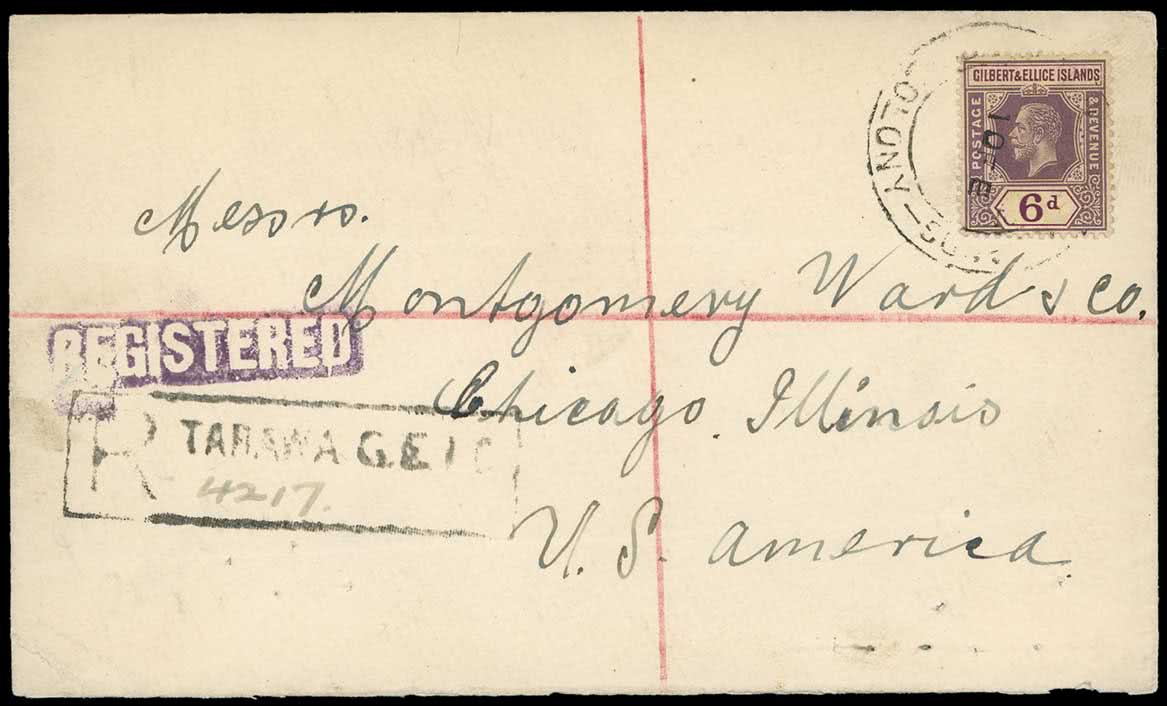 GILBERT & ELLICE ISLANDS
POSTAGE
& REVENUE
6d
Messrs.
Montgomery Ward & Co.
Chicago. Illinois
U. S. America
REGISTERED
R TARAWA G.E.I.C
4217.